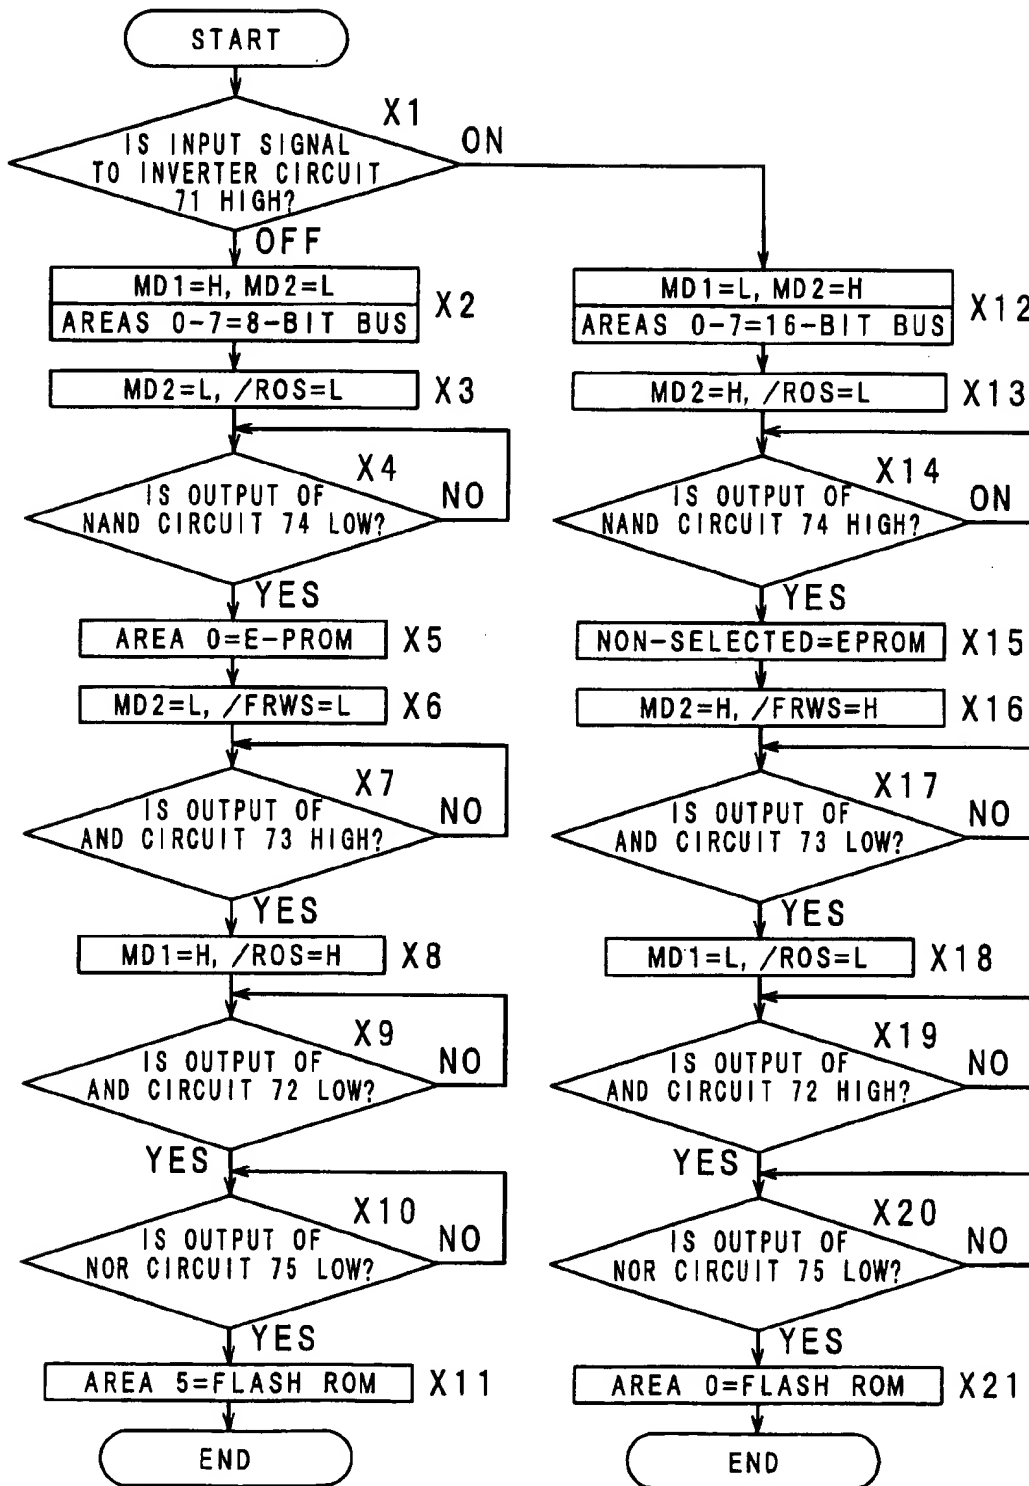 START
X1
IS INPUT SIGNAL
TO INVERTER CIRCUIT
71 HIGH?
ON
OFF
MD1=H, MD2=L
AREAS 0-7=8-BIT BUS
X2
MD2=L, /ROS=L
X3
X4
IS OUTPUT OF
NAND CIRCUIT 74 LOW?
NO
YES
AREA 0=E-PROM
X5
MD2=L, /FRWS=L
X6
X7
IS OUTPUT OF
AND CIRCUIT 73 HIGH?
NO
YES
MD1=H, /ROS=H
X8
X9
IS OUTPUT OF
AND CIRCUIT 72 LOW?
NO
YES
X10
IS OUTPUT OF
NOR CIRCUIT 75 LOW?
NO
YES
AREA 5=FLASH ROM
X11
END
MD1=L, MD2=H
AREAS 0-7=16-BIT BUS
X12
MD2=H, /ROS=L
X13
X14
IS OUTPUT OF
NAND CIRCUIT 74 HIGH?
ON
YES
NON-SELECTED=EPROM
X15
MD2=H, /FRWS=H
X16
X17
IS OUTPUT OF
AND CIRCUIT 73 LOW?
NO
YES
MD1=L, /ROS=L
X18
X19
IS OUTPUT OF
AND CIRCUIT 72 HIGH?
NO
YES
X20
IS OUTPUT OF
NOR CIRCUIT 75 LOW?
NO
YES
AREA 0=FLASH ROM
X21
END